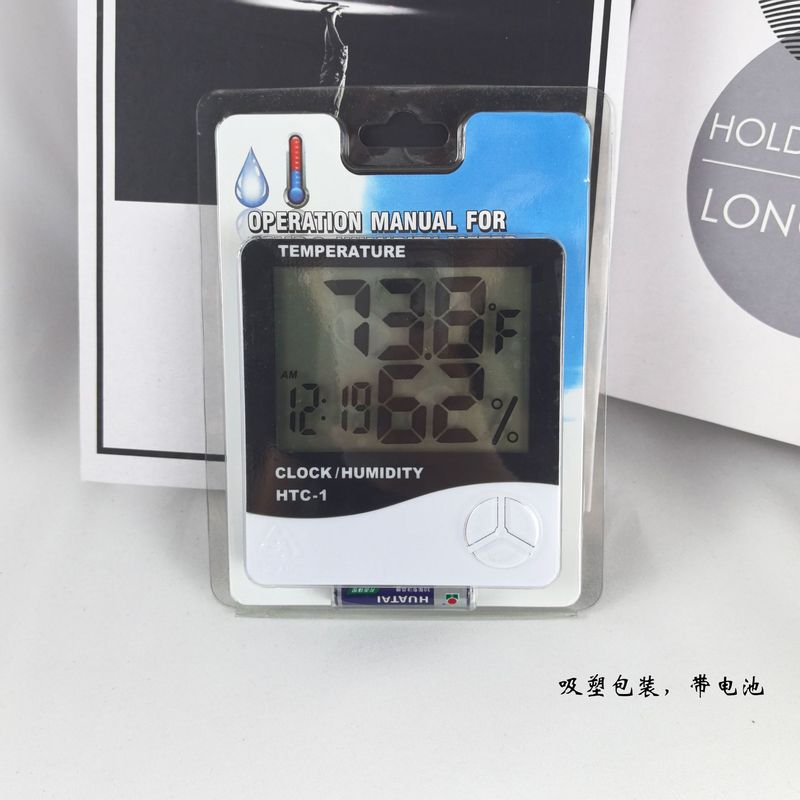 HOLD
LONG
OPERATION MANUAL FOR
TEMPERATURE
73.8°F
AM
12:19
62%
CLOCK/HUMIDITY
HTC-1
HUATAI
吸塑包装，带电池